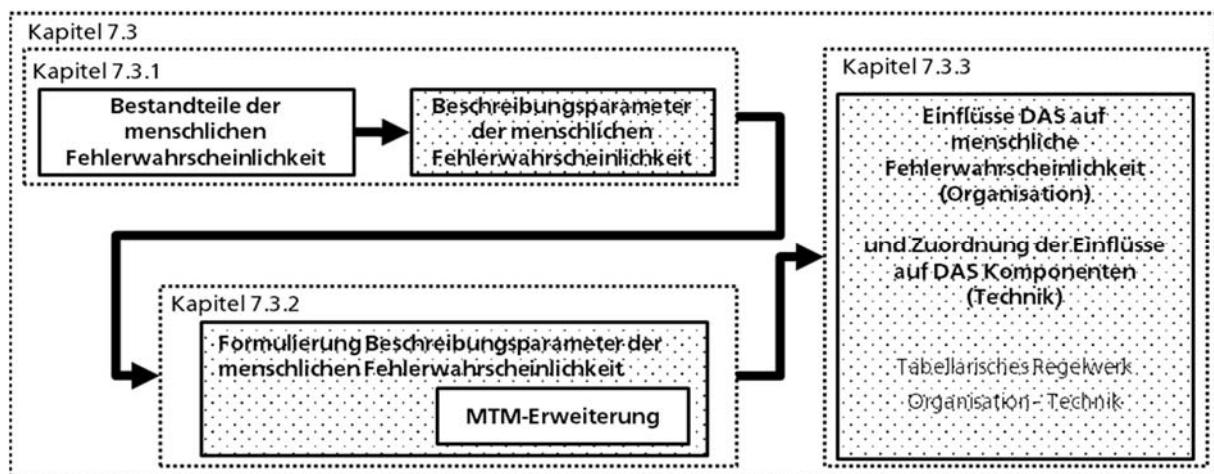 Kapitel 7.3
Kapitel 7.3.1
Bestandteile der
menschlichen
Fehlerwahrscheinlichkeit
Beschreibungsparameter
der menschlichen
Fehlerwahrscheinlichkeit
Kapitel 7.3.2
Formulierung Beschreibungsparameter der
menschlichen Fehlerwahrscheinlichkeit
MTM-Erweiterung
Kapitel 7.3.3
Einflüsse DAS auf
menschliche
Fehlerwahrscheinlichkeit
(Organisation)
und Zuordnung der Einflüsse
auf DAS Komponenten
(Technik)
Tabellarisches Regelwerk
Organisation - Technik